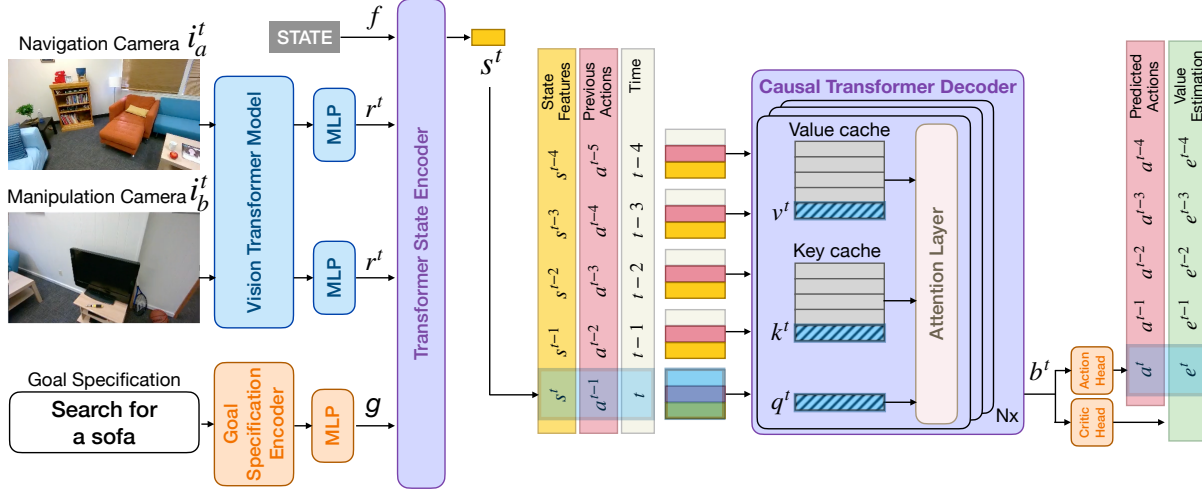 Navigation Camera i_a^t
Manipulation Camera i_b^t
Goal Specification
Search for
a sofa
Vision Transformer Model
MLP
r^t
MLP
r^t
Goal
Specification
Encoder
MLP
g
STATE
f
Transformer State Encoder
s^t
State
Features
s^{t-4}
s^{t-3}
s^{t-2}
s^{t-1}
s^t
Previous
Actions
a^{t-5}
a^{t-4}
a^{t-3}
a^{t-2}
a^{t-1}
Time
t-4
t-3
t-2
t-1
t
Causal Transformer Decoder
Value cache
v^t
Key cache
k^t
q^t
Attention Layer
Nx
b^t
Action
Head
Critic
Head
Predicted
Actions
a^{t-4}
a^{t-3}
a^{t-2}
a^{t-1}
a^t
Value
Estimation
e^{t-4}
e^{t-3}
e^{t-2}
e^{t-1}
e^t